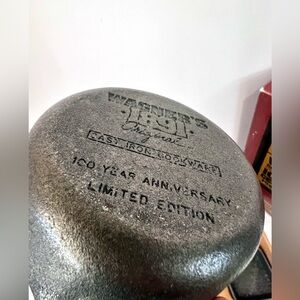 WAGNER'S
1891
Original
CAST IRON COOKWARE
100 YEAR ANNIVERSARY
LIMITED EDITION